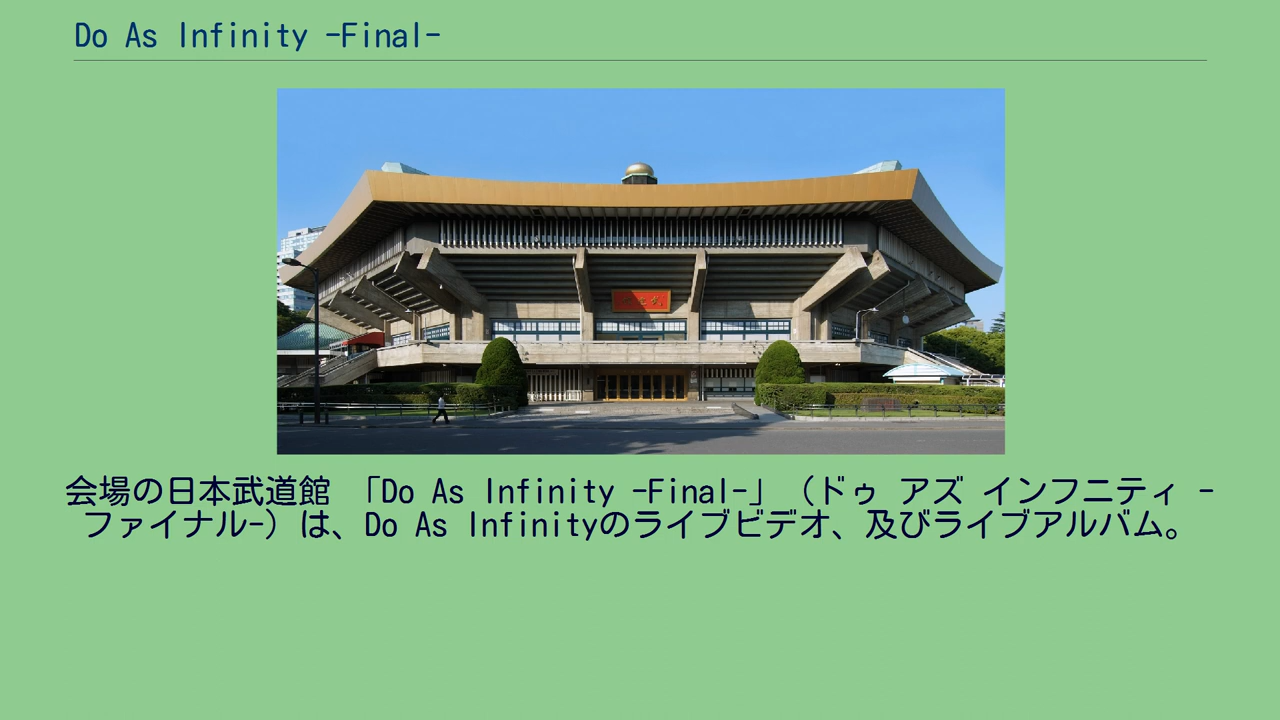 Do As Infinity -Final-
会場の日本武道館 「Do As Infinity -Final-」（ドゥ アズ インフニティ -
ファイナル-）は、Do As Infinityのライブビデオ、及びライブアルバム。